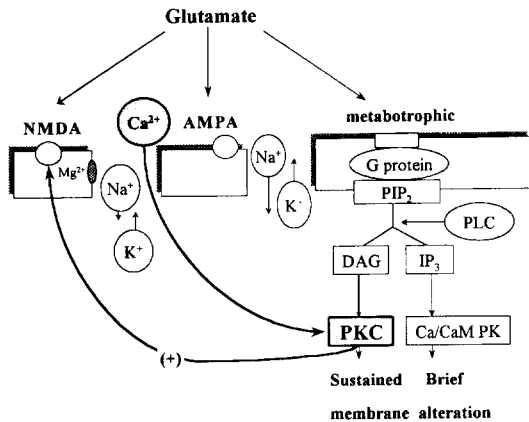 Glutamate
NMDA
Ca²⁺
AMPA
metabotrophic
Mg²⁺
Na⁺
K⁺
Na⁺
K⁻
G protein
PIP₂
PLC
DAG
IP₃
PKC
Ca/CaM PK
(+)
Sustained Brief
membrane alteration